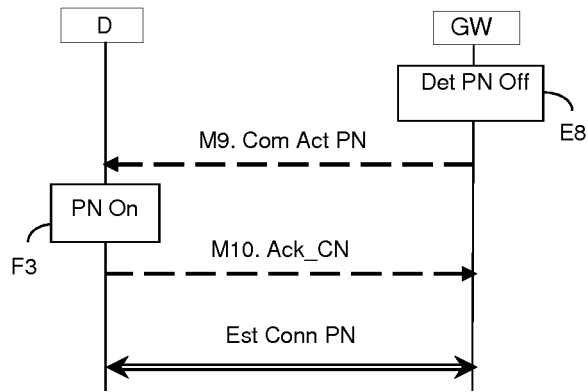 D
GW
Det PN Off
E8
M9. Com Act PN
PN On
F3
M10. Ack_CN
Est Conn PN